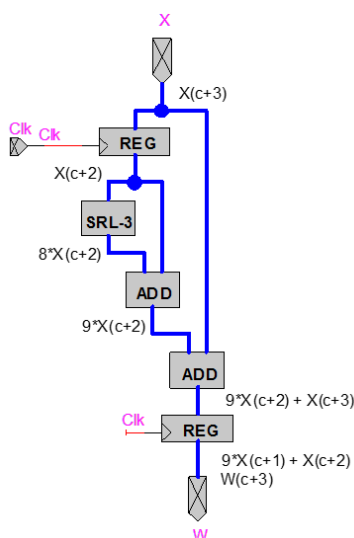 X
X(c+3)
Clk
Clk
REG
X(c+2)
SRL-3
8*X(c+2)
ADD
9*X(c+2)
ADD
9*X(c+2) + X(c+3)
Clk
REG
9*X(c+1) + X(c+2)
W(c+3)
W